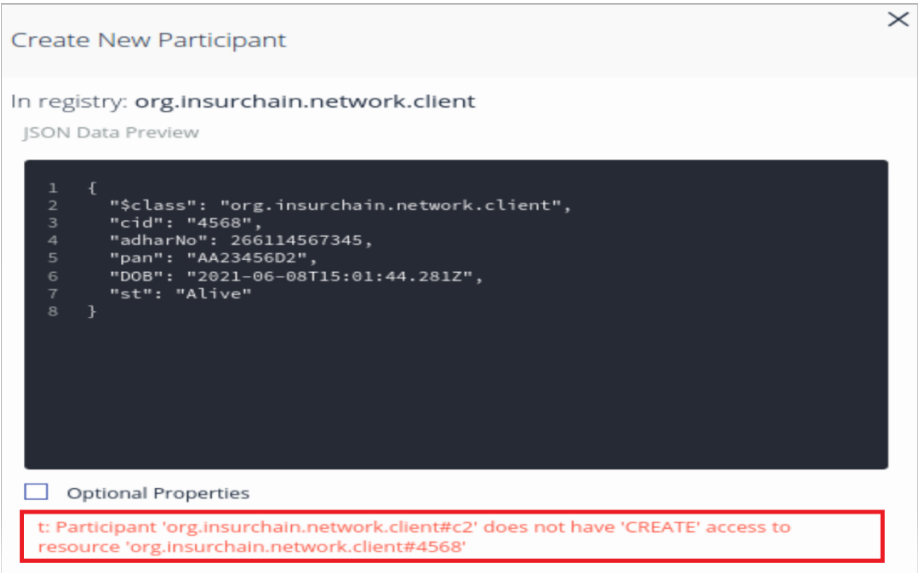 Create New Participant
In registry: org.insurchain.network.client
JSON Data Preview
1 {
2 "$class": "org.insurchain.network.client",
3 "cid": "4568",
4 "adharNo": 266114567345,
5 "pan": "AA23456D2",
6 "DOB": "2021-06-08T15:01:44.281Z",
7 "st": "Alive"
8 }
Optional Properties
t: Participant 'org.insurchain.network.client#c2' does not have 'CREATE' access to
resource 'org.insurchain.network.client#4568'